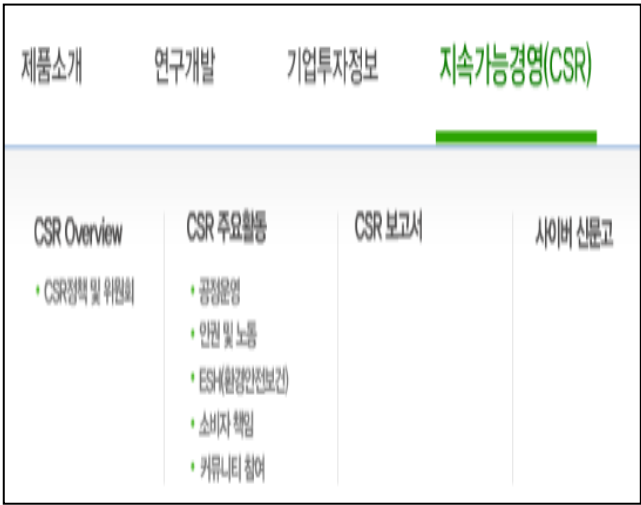 제품소개 연구개발 기업투자정보 지속가능경영(CSR)
CSR Overview
• CSR정책 및 위원회
CSR 주요활동
• 공정운영
• 인권 및 노동
• ESH(환경안전보건)
• 소비자 책임
• 커뮤니티 참여
CSR 보고서
사이버 신문고